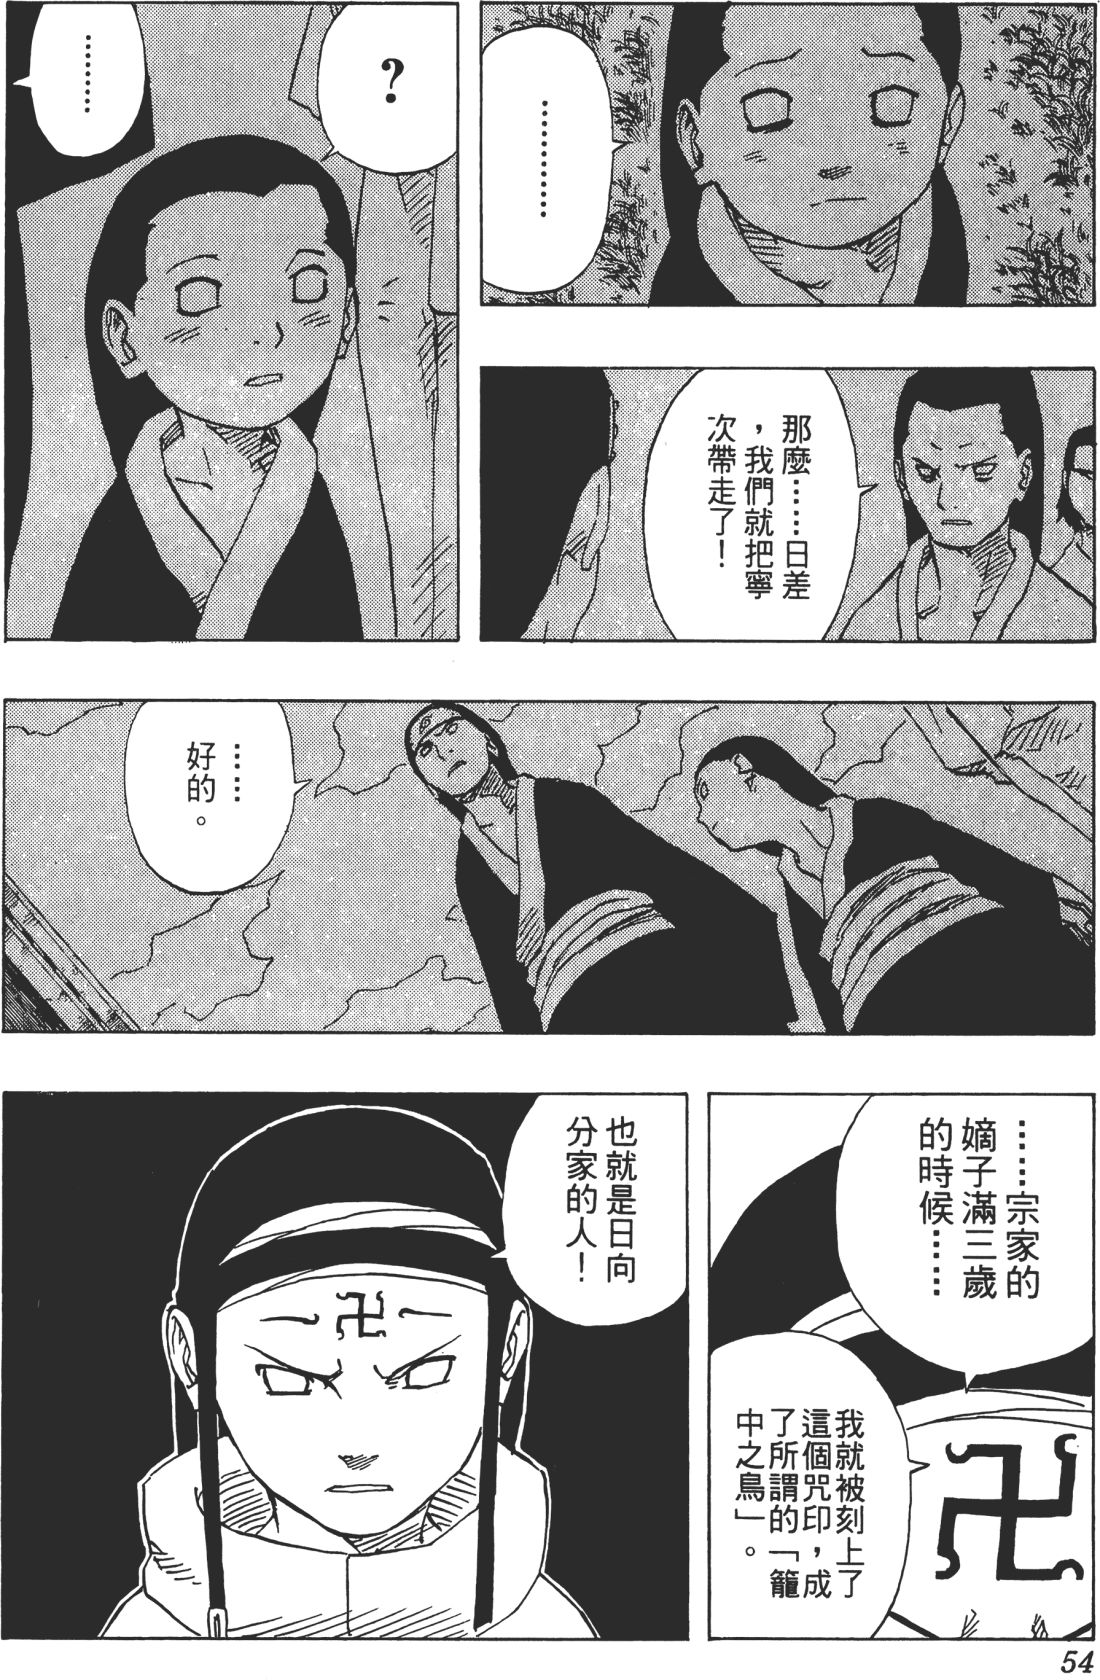 ………
？
………
那麼……日差
，我們就把寧
次帶走了！
……
好的。
……宗家的
嫡子滿三歲
的時候……
我就被刻上了
這個咒印，成
了所謂的「籠
中之鳥」。
也就是日向
分家的人！
54